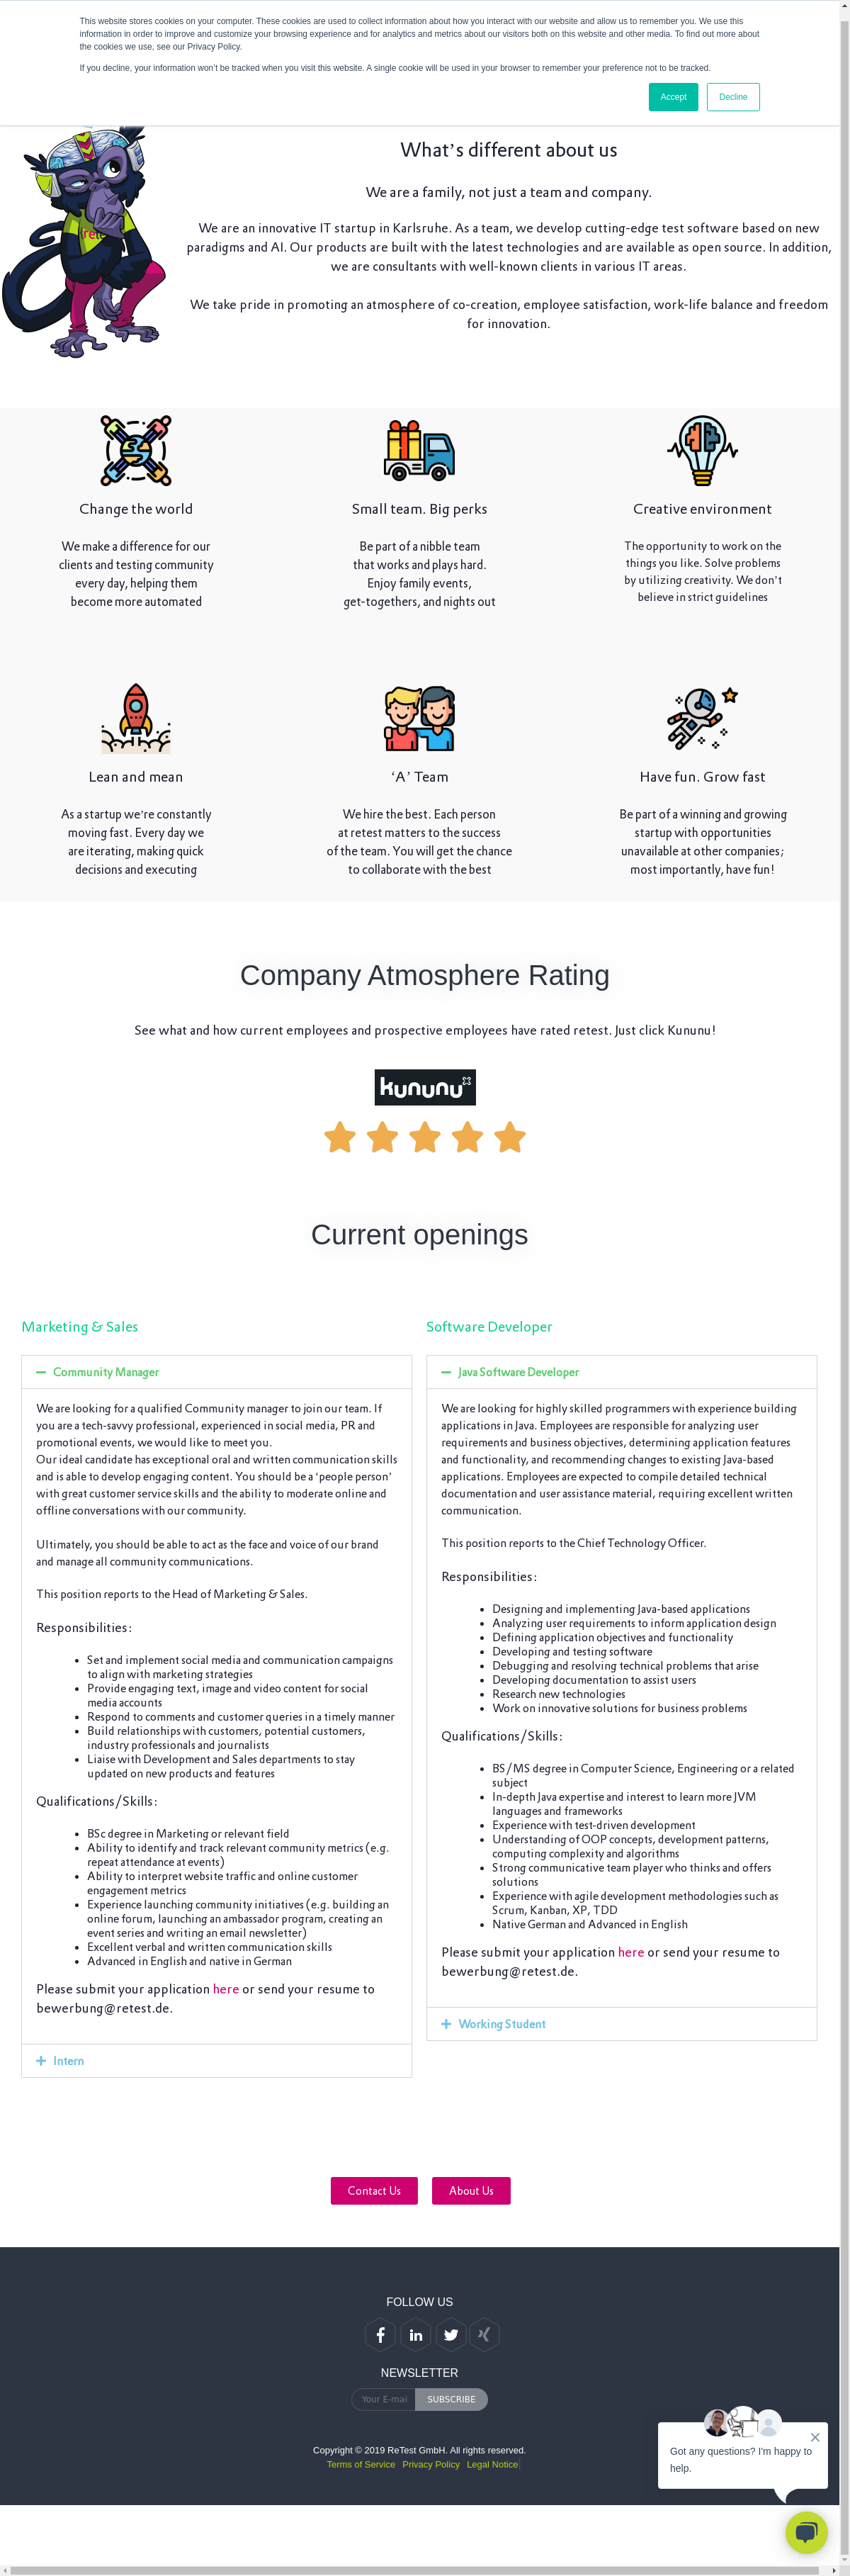 This website stores cookies on your computer. These cookies are used to collect information about how you interact with our website and allow us to remember you. We use this
information in order to improve and customize your browsing experience and for analytics and metrics about our visitors both on this website and other media. To find out more about
the cookies we use, see our Privacy Policy.
If you decline, your information won't be tracked when you visit this website. A single cookie will be used in your browser to remember your preference not to be tracked.
Accept
Decline
What's different about us
We are a family, not just a team and company.
We are an innovative IT startup in Karlsruhe. As a team, we develop cutting-edge test software based on new
paradigms and AI. Our products are built with the latest technologies and are available as open source. In addition,
we are consultants with well-known clients in various IT areas.
We take pride in promoting an atmosphere of co-creation, employee satisfaction, work-life balance and freedom
for innovation.
Change the world
We make a difference for our
clients and testing community
every day, helping them
become more automated
Small team. Big perks
Be part of a nibble team
that works and plays hard.
Enjoy family events,
get-togethers, and nights out
Creative environment
The opportunity to work on the
things you like. Solve problems
by utilizing creativity. We don't
believe in strict guidelines
Lean and mean
As a startup we're constantly
moving fast. Every day we
are iterating, making quick
decisions and executing
'A' Team
We hire the best. Each person
at retest matters to the success
of the team. You will get the chance
to collaborate with the best
Have fun. Grow fast
Be part of a winning and growing
startup with opportunities
unavailable at other companies;
most importantly, have fun!
Company Atmosphere Rating
See what and how current employees and prospective employees have rated retest. Just click Kununu!
kununu
Current openings
Marketing & Sales
Community Manager
We are looking for a qualified Community manager to join our team. If
you are a tech-savvy professional, experienced in social media, PR and
promotional events, we would like to meet you.
Our ideal candidate has exceptional oral and written communication skills
and is able to develop engaging content. You should be a 'people person'
with great customer service skills and the ability to moderate online and
offline conversations with our community.
Ultimately, you should be able to act as the face and voice of our brand
and manage all community communications.
This position reports to the Head of Marketing & Sales.
Responsibilities:
• Set and implement social media and communication campaigns
to align with marketing strategies
• Provide engaging text, image and video content for social
media accounts
• Respond to comments and customer queries in a timely manner
• Build relationships with customers, potential customers,
industry professionals and journalists
• Liaise with Development and Sales departments to stay
updated on new products and features
Qualifications/Skills:
• BSc degree in Marketing or relevant field
• Ability to identify and track relevant community metrics (e.g.
repeat attendance at events)
• Ability to interpret website traffic and online customer
engagement metrics
• Experience launching community initiatives (e.g. building an
online forum, launching an ambassador program, creating an
event series and writing an email newsletter)
• Excellent verbal and written communication skills
• Advanced in English and native in German
Please submit your application here or send your resume to
bewerbung@retest.de.
Intern
Software Developer
Java Software Developer
We are looking for highly skilled programmers with experience building
applications in Java. Employees are responsible for analyzing user
requirements and business objectives, determining application features
and functionality, and recommending changes to existing Java-based
applications. Employees are expected to compile detailed technical
documentation and user assistance material, requiring excellent written
communication.
This position reports to the Chief Technology Officer.
Responsibilities:
• Designing and implementing Java-based applications
• Analyzing user requirements to inform application design
• Defining application objectives and functionality
• Developing and testing software
• Debugging and resolving technical problems that arise
• Developing documentation to assist users
• Research new technologies
• Work on innovative solutions for business problems
Qualifications/Skills:
• BS/MS degree in Computer Science, Engineering or a related
subject
• In-depth Java expertise and interest to learn more JVM
languages and frameworks
• Experience with test-driven development
• Understanding of OOP concepts, development patterns,
computing complexity and algorithms
• Strong communicative team player who thinks and offers
solutions
• Experience with agile development methodologies such as
Scrum, Kanban, XP, TDD
• Native German and Advanced in English
Please submit your application here or send your resume to
bewerbung@retest.de.
Working Student
Contact Us
About Us
FOLLOW US
NEWSLETTER
Your E-mai
SUBSCRIBE
Copyright © 2019 ReTest GmbH. All rights reserved.
Terms of Service Privacy Policy Legal Notice
Got any questions? I'm happy to
help.